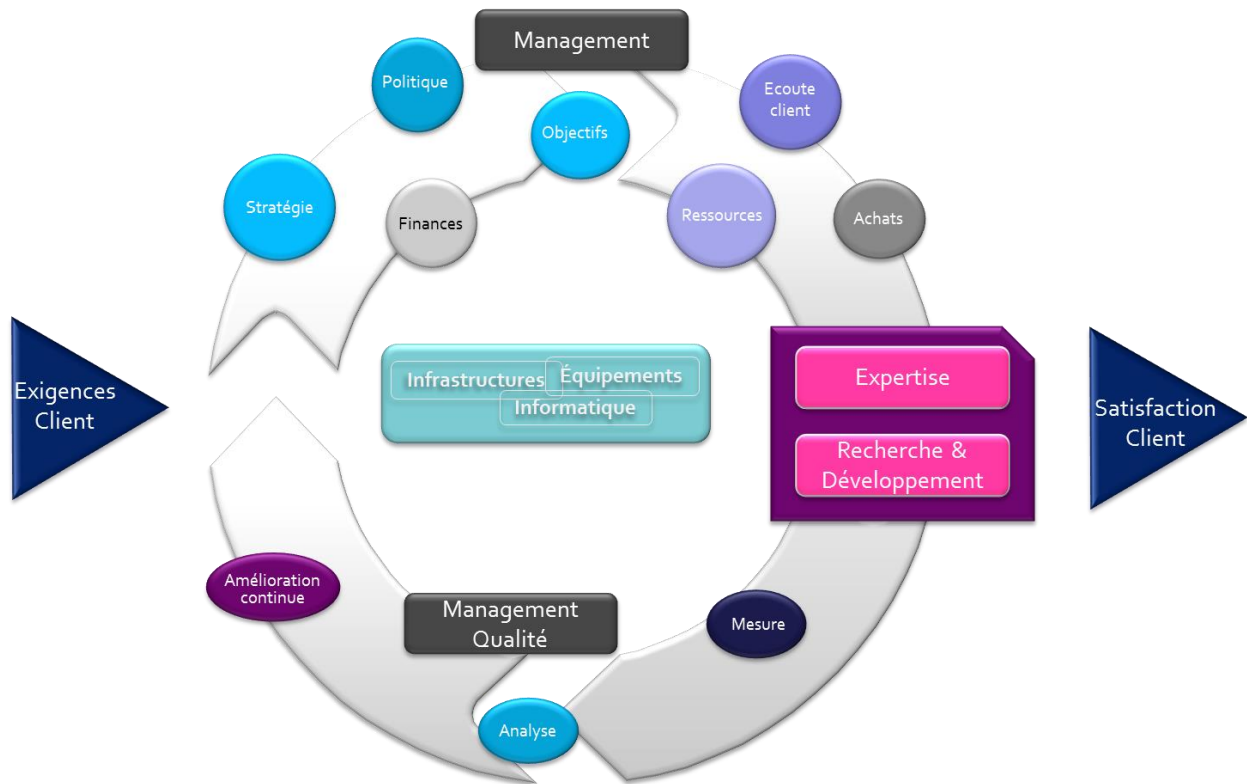 Management
Politique
Ecoute
client
Objectifs
Stratégie
Finances
Ressources
Achats
Exigences
Client
Infrastructures
Équipements
Informatique
Expertise
Recherche &
Développement
Satisfaction
Client
Amélioration
continue
Management
Qualité
Mesure
Analyse